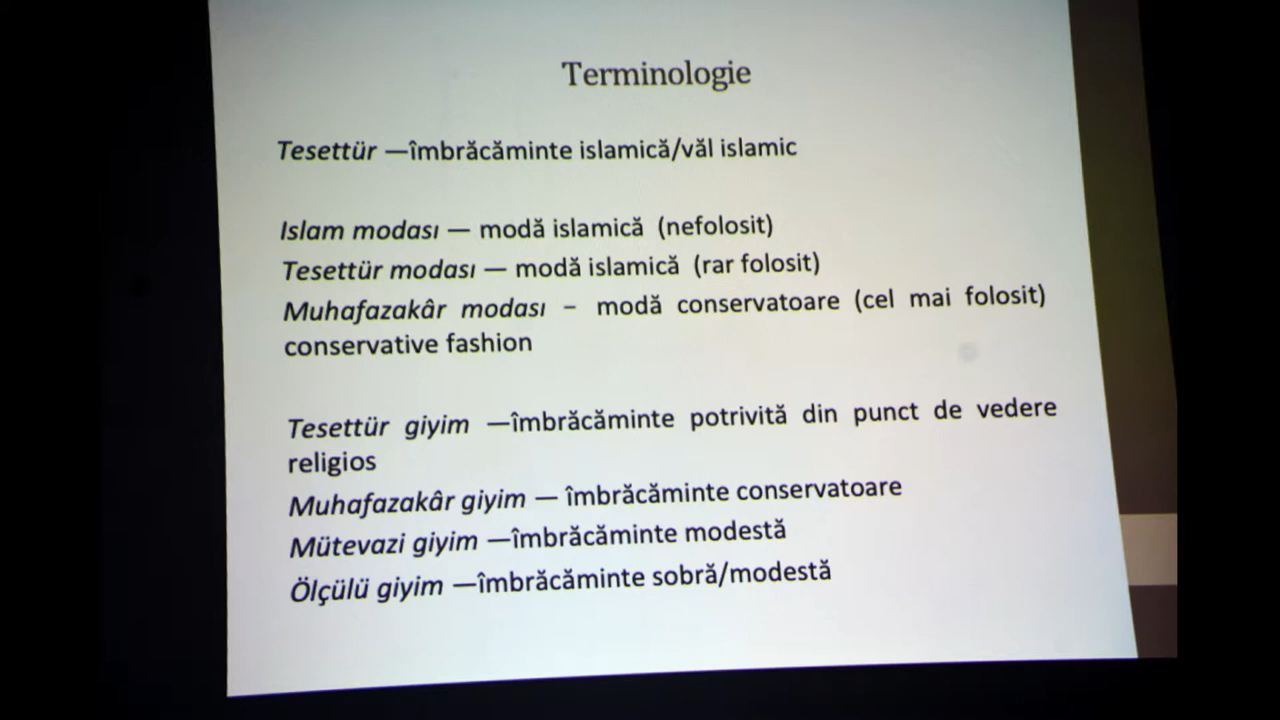 Terminologie
Tesettür —îmbrăcăminte islamică/văl islamic
Islam modası — modă islamică (nefolosit)
Tesettür modası — modă islamică (rar folosit)
Muhafazakâr modası – modă conservatoare (cel mai folosit)
conservative fashion
Tesettür giyim —îmbrăcăminte potrivită din punct de vedere
religios
Muhafazakâr giyim — îmbrăcăminte conservatoare
Mütevazi giyim —îmbrăcăminte modestă
Ölçülü giyim —îmbrăcăminte sobră/modestă